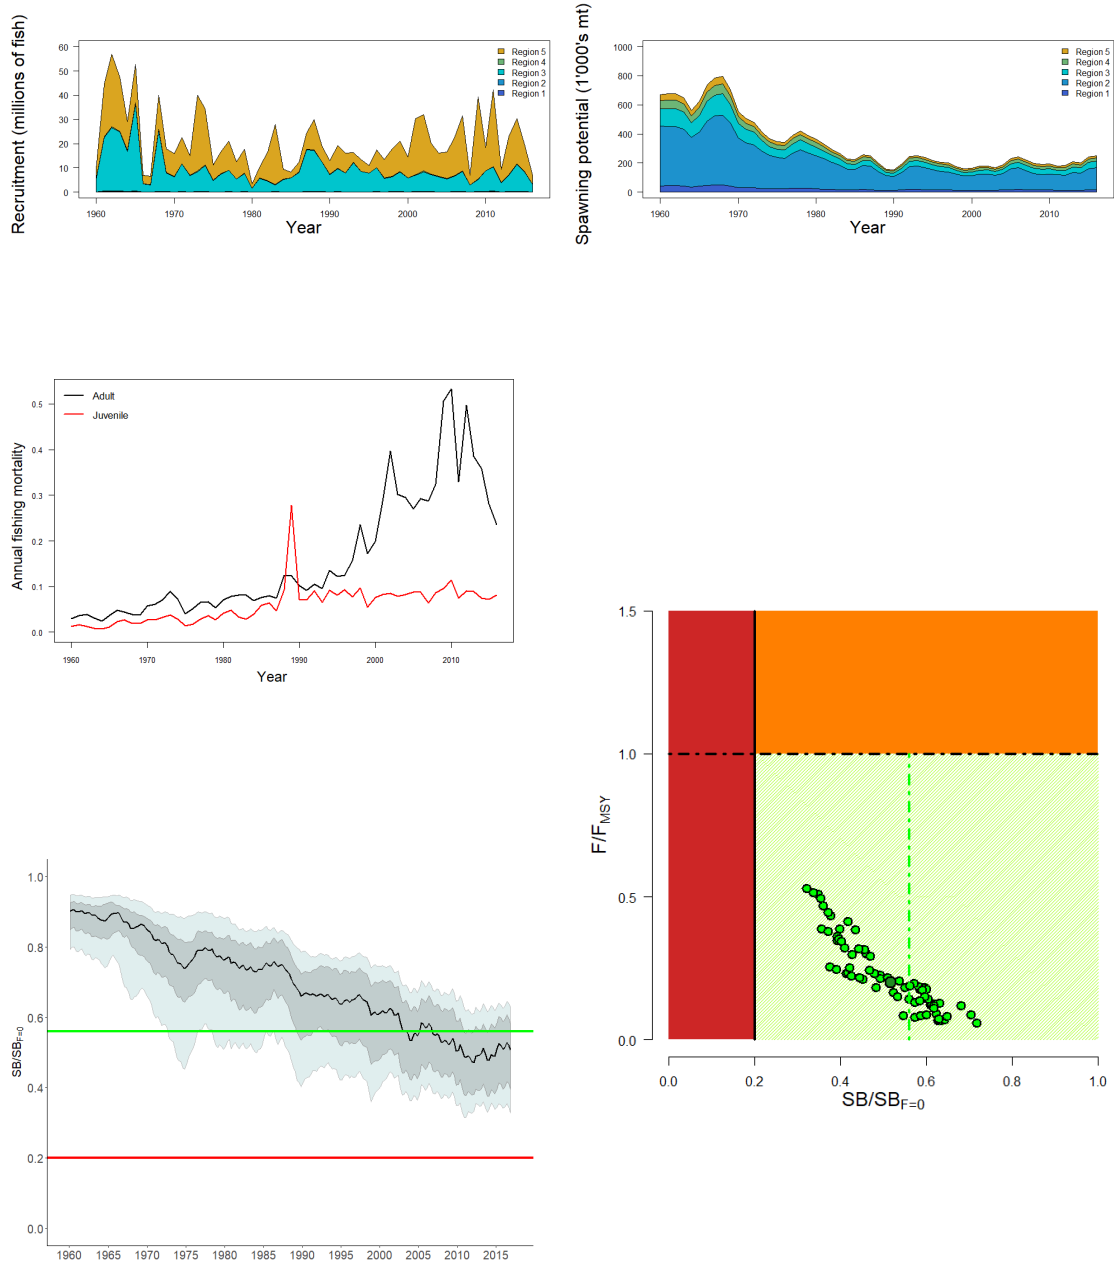 Recruitment (millions of fish)
60
50
40
30
20
10
0
Region 5
Region 4
Region 3
Region 2
Region 1
1960 1970 1980 1990 2000 2010
Year
Spawning potential (1'000's mt)
1000
800
600
400
200
0
Region 5
Region 4
Region 3
Region 2
Region 1
1960 1970 1980 1990 2000 2010
Year
Annual fishing mortality
0.5
0.4
0.3
0.2
0.1
0.0
Adult
Juvenile
1960 1970 1980 1990 2000 2010
Year
F/FMSY
1.5
1.0
0.5
0.0
0.0 0.2 0.4 0.6 0.8 1.0
SB/SBF=0
SB/SBF=0
1.0
0.8
0.6
0.4
0.2
0.0
1960 1965 1970 1975 1980 1985 1990 1995 2000 2005 2010 2015